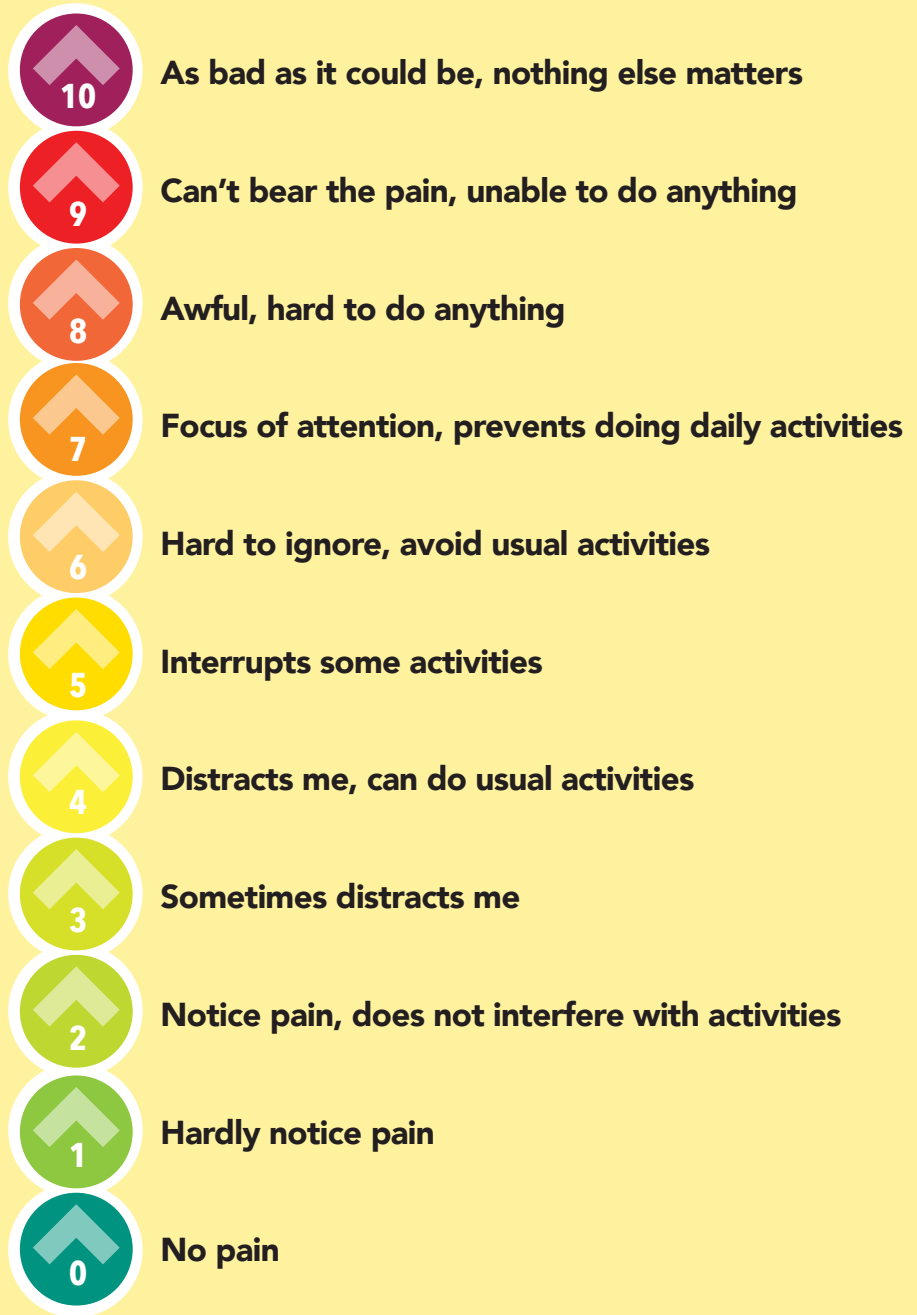 10 As bad as it could be, nothing else matters
9 Can't bear the pain, unable to do anything
8 Awful, hard to do anything
7 Focus of attention, prevents doing daily activities
6 Hard to ignore, avoid usual activities
5 Interrupts some activities
4 Distracts me, can do usual activities
3 Sometimes distracts me
2 Notice pain, does not interfere with activities
1 Hardly notice pain
0 No pain